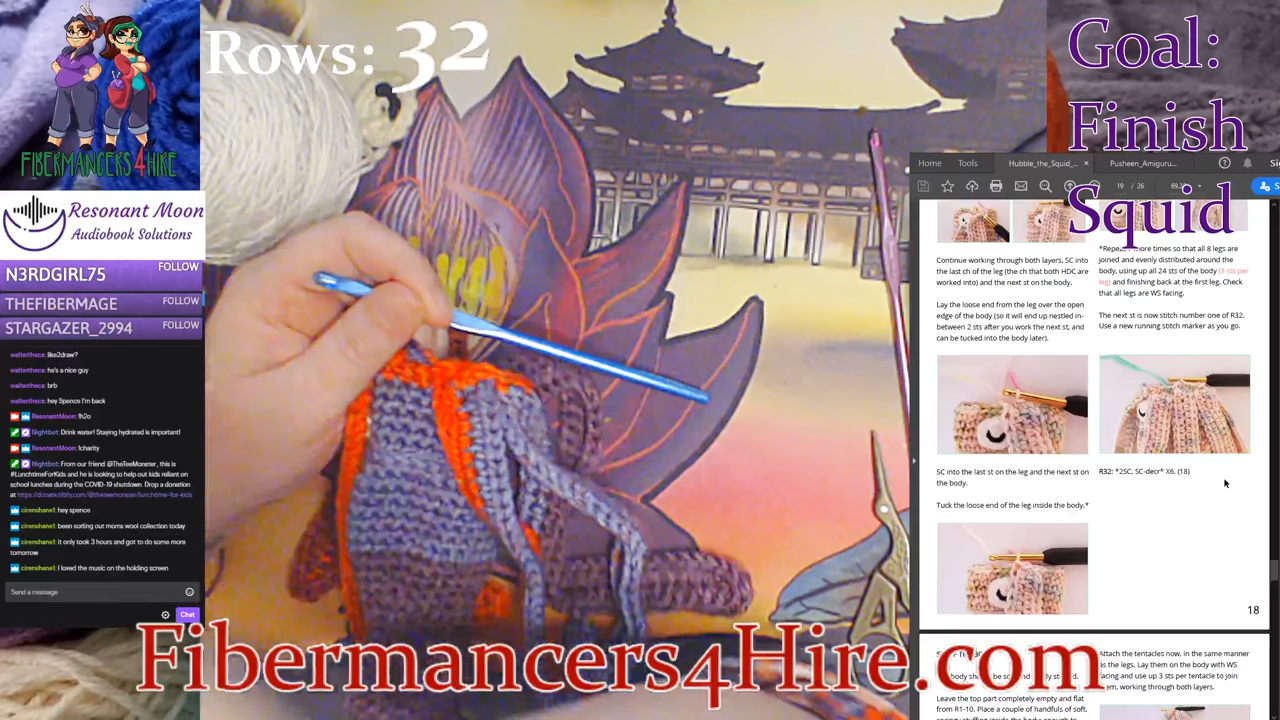 FIBERMANCERS 4 HIRE
Rows: 32
Goal:
Finish
Squid
Resonant Moon
Audiobook Solutions
N3RDGIRL75 FOLLOW
THEFIBERMAGE FOLLOW
STARGAZER_2994 FOLLOW
waltertheca: like2draw?
waltertheca: he's a nice guy
waltertheca: brb
waltertheca: hey Spence I'm back
ResonantMoon: !h2o
Nightbot: Drink water! Staying hydrated is important!
ResonantMoon: !charity
Nightbot: From our friend @TheTeeMonster, this is
#LunchtimeForKids and he is looking to help out kids reliant on
school lunches during the COVID-19 shutdown. Drop a donation
at https://donate.tiltify.com/@theteemonster/lunchtime-for-kids
cirenshane1: hey spence
cirenshane1: been sorting out moms wool collection today
cirenshane1: it only took 3 hours and got to do some more
tomorrow
cirenshane1: I loved the music on the holding screen
Send a message
Chat
Home Tools Hubble_the_Squid_... × Pusheen_Amiguru...
19 / 26
Continue working through both layers, SC into
the last ch of the leg (the ch that both HDC are
worked into) and the next st on the body.
Lay the loose end from the leg over the open
edge of the body (so it will end up nestled in-
between 2 sts after you work the next st, and
can be tucked into the body later).
SC into the last st on the leg and the next st on
the body.
Tuck the loose end of the leg inside the body.*
more times so that all 8 legs are
joined and evenly distributed around the
body, using up all 24 sts of the body (3 sts per
leg) and finishing back at the first leg. Check
that all legs are WS facing.
The next st is now stitch number one of R32.
Use a new running stitch marker as you go.
R32: *2SC, SC-decr* X6. (18)
18
Leave the top part completely empty and flat
from R1-10. Place a couple of handfuls of soft,
Attach the tentacles now, in the same manner
as the legs. Lay them on the body with WS
facing and use up 3 sts per tentacle to join
them, working through both layers.
Fibermancers4Hire.com